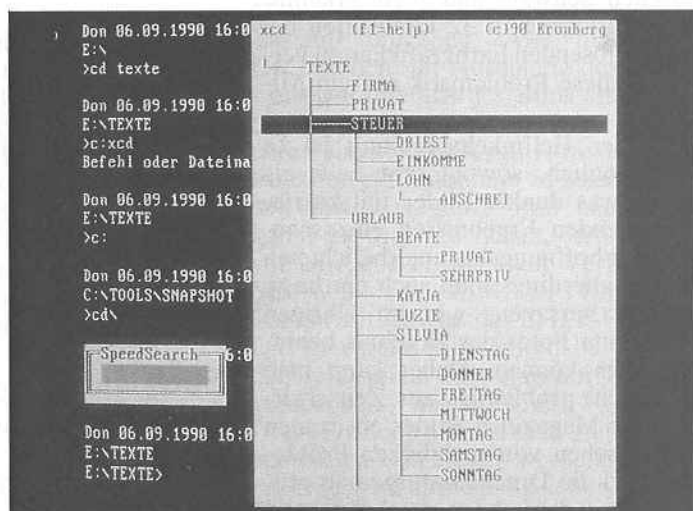 Don 06.09.1990 16:0
E:\
>cd texte
Don 06.09.1990 16:0
E:\TEXTE
>c:xcd
Befehl oder Dateina
Don 06.09.1990 16:0
E:\TEXTE
>c:
Don 06.09.1990 16:0
C:\TOOLS\SNAPSHOT
>cd\
6:0
SpeedSearch
Don 06.09.1990 16:0
E:\TEXTE
E:\TEXTE>
xcd (f1=help) (c)90 Kronberg
TEXTE
FIRMA
PRIVAT
STEUER
DRIEST
EINKOMME
LOHN
ABSCHREI
URLAUB
BEATE
PRIVAT
SEHRPRIV
KATJA
LUZIE
SILVIA
DIENSTAG
DONNER
FREITAG
MITTWOCH
MONTAG
SAMSTAG
SONNTAG